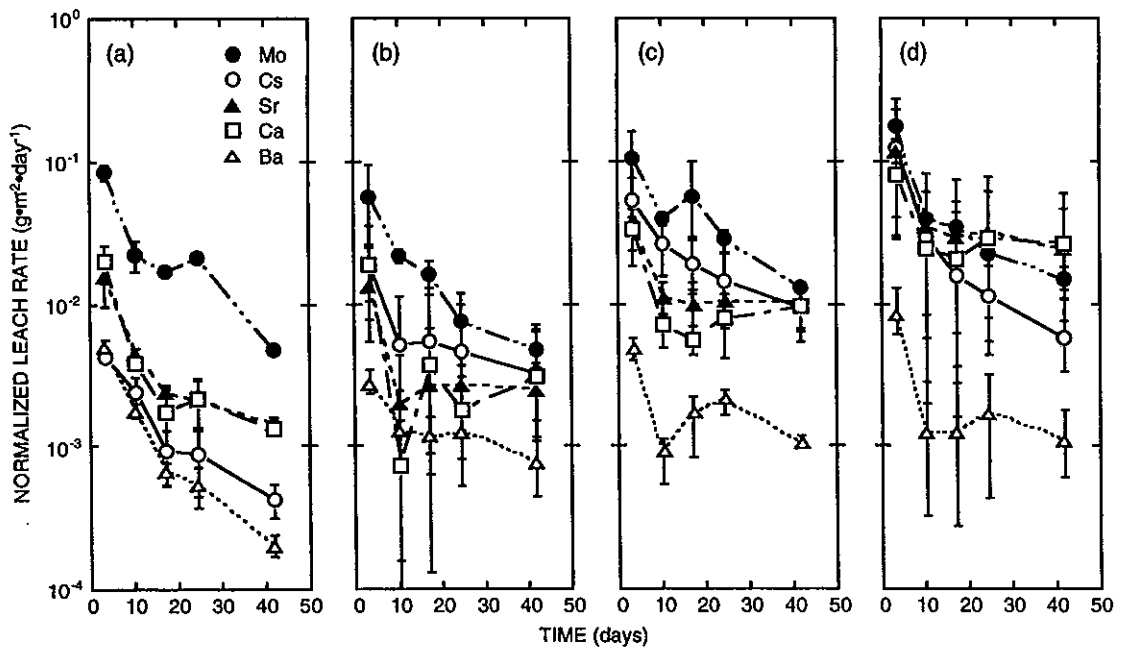 10⁰
10⁻¹
10⁻²
10⁻³
10⁻⁴
NORMALIZED LEACH RATE (g•m²•day⁻¹)
(a)
Mo
Cs
Sr
Ca
Ba
(b)
(c)
(d)
0 10 20 30 40 50
0 10 20 30 40 50
0 10 20 30 40 50
0 10 20 30 40 50
TIME (days)